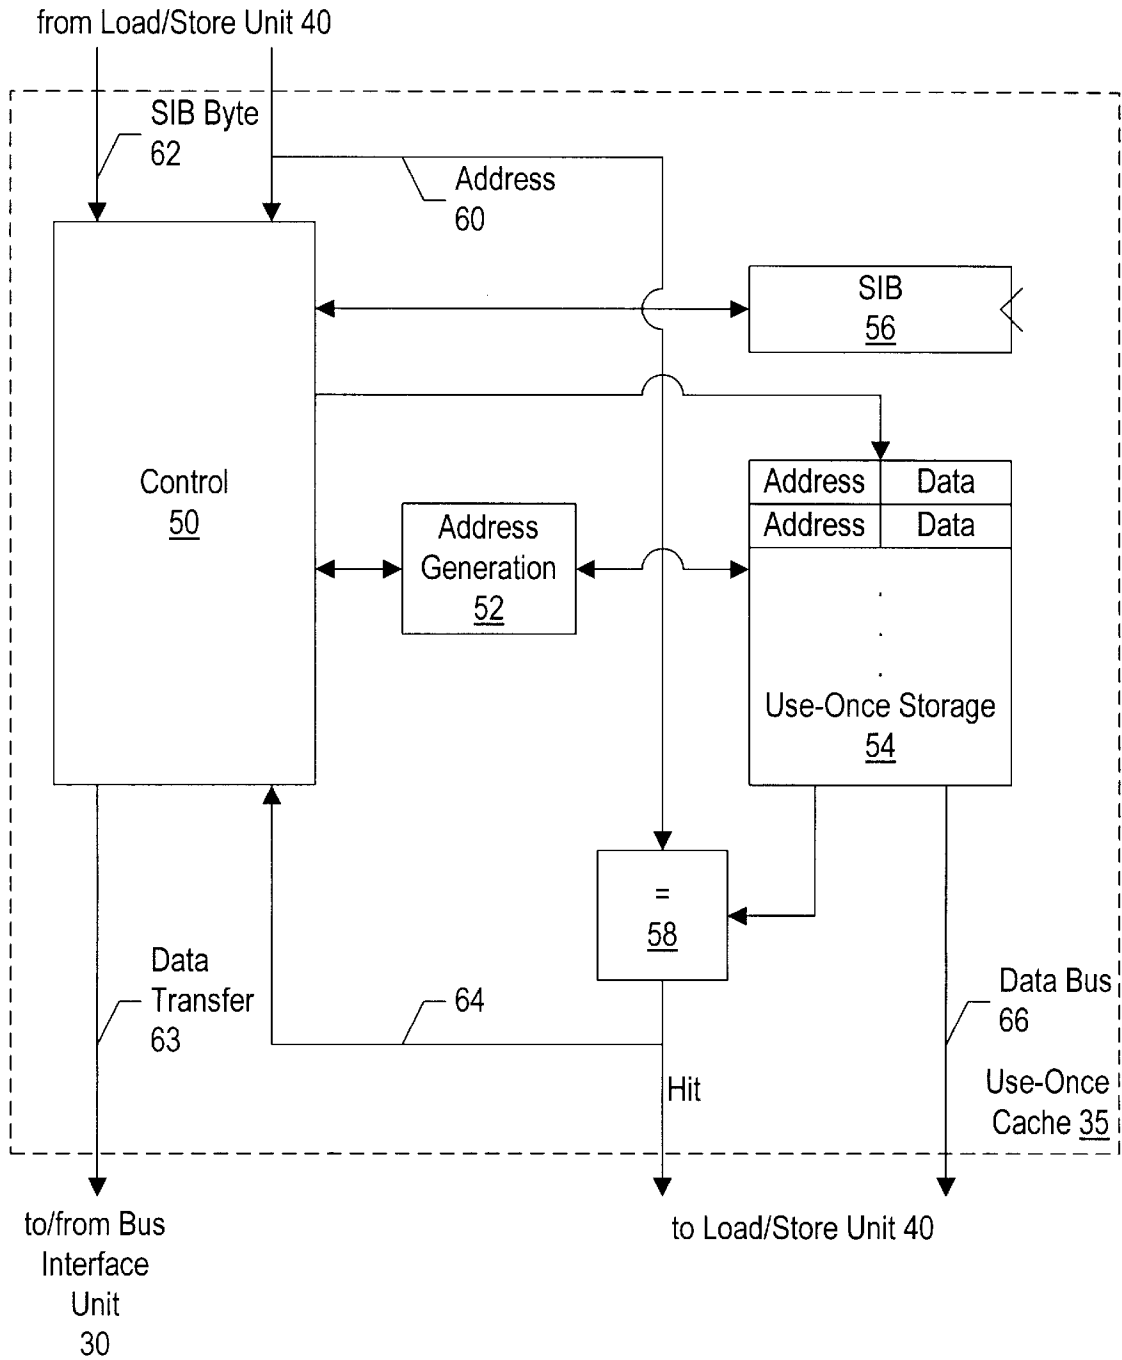 from Load/Store Unit 40
SIB Byte
62
Address
60
SIB
56
Control
50
Address
Generation
52
Address Data
Address Data
.
.
.
Use-Once Storage
54
=
58
Data
Transfer
63
64
Hit
Data Bus
66
Use-Once
Cache 35
to/from Bus
Interface
Unit
30
to Load/Store Unit 40